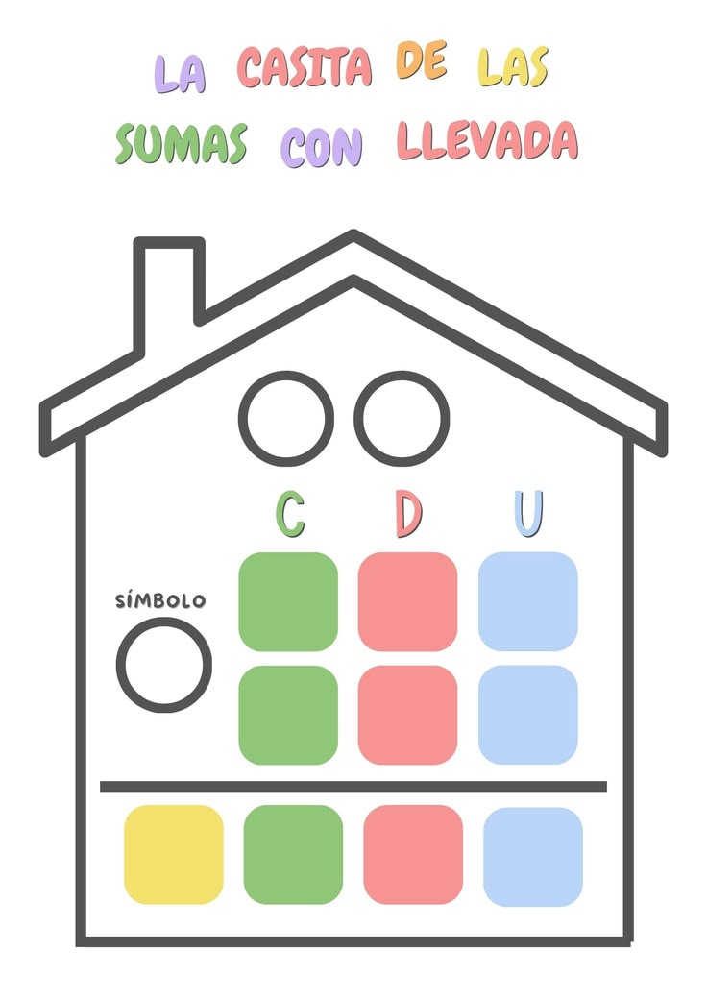 LA CASITA DE LAS
SUMAS CON LLEVADA
C D U
SÍMBOLO